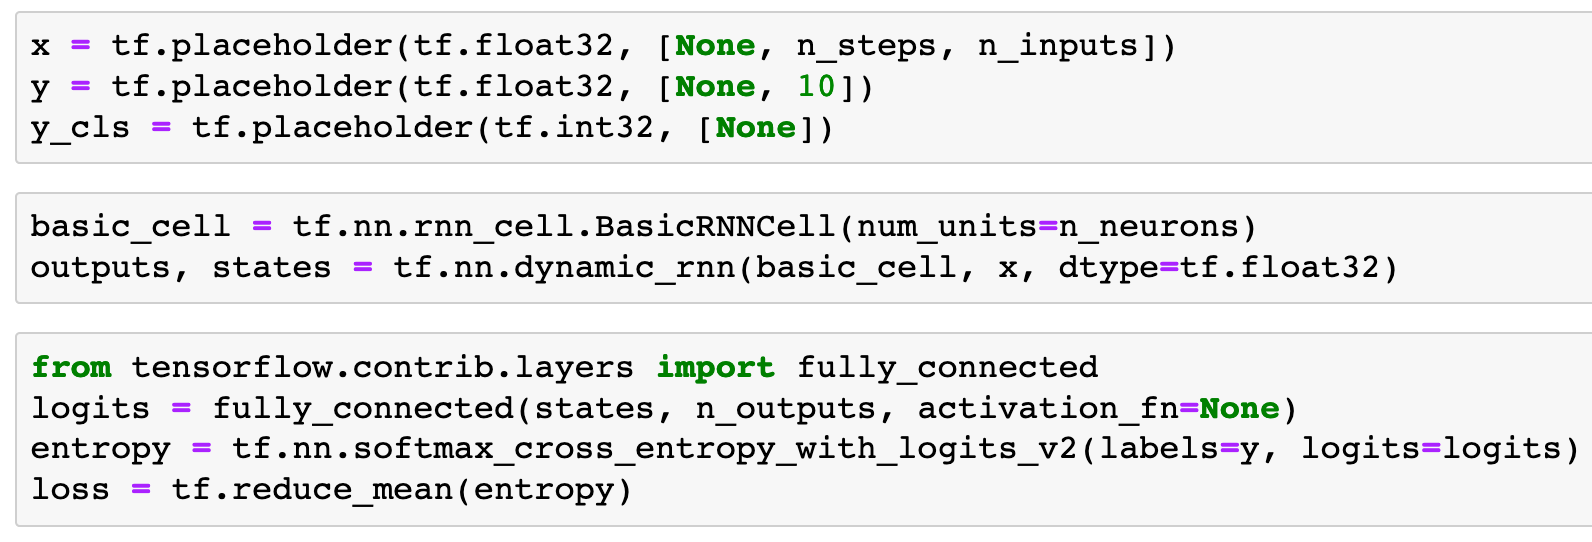 x = tf.placeholder(tf.float32, [None, n_steps, n_inputs])
y = tf.placeholder(tf.float32, [None, 10])
y_cls = tf.placeholder(tf.int32, [None])
basic_cell = tf.nn.rnn_cell.BasicRNNCell(num_units=n_neurons)
outputs, states = tf.nn.dynamic_rnn(basic_cell, x, dtype=tf.float32)
from tensorflow.contrib.layers import fully_connected
logits = fully_connected(states, n_outputs, activation_fn=None)
entropy = tf.nn.softmax_cross_entropy_with_logits_v2(labels=y, logits=logits)
loss = tf.reduce_mean(entropy)